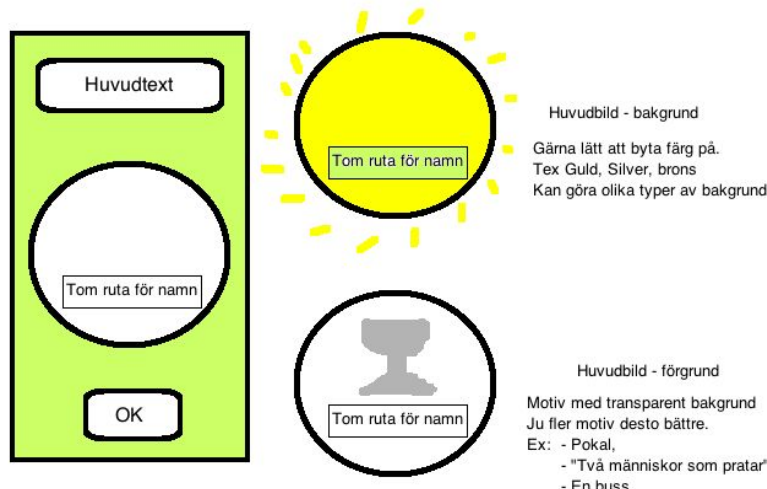 Huvudtext
Tom ruta för namn
OK
Tom ruta för namn
Huvudbild - bakgrund
Gärna lätt att byta färg på.
Tex Guld, Silver, brons
Kan göra olika typer av bakgrund
Tom ruta för namn
Huvudbild - förgrund
Motiv med transparent bakgrund
Ju fler motiv desto bättre.
Ex: - Pokal,
- "Två människor som pratar"
- En buss